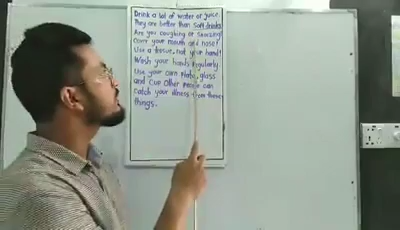 Drink a lot of water or juice
They are better than soft drinks
Are you coughing or sneezing?
Cover your mouth and nose!
Use a tissue, not your hand!
Wash your hands regularly
Use your own plate, glass
and cup other people can
catch your illness from these
things.